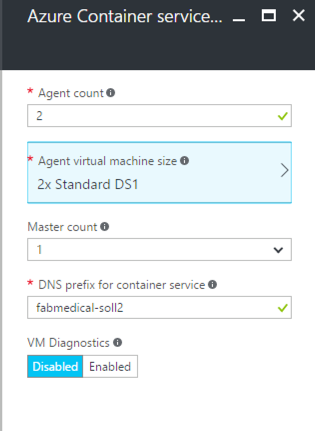 Azure Container service...
* Agent count
2
* Agent virtual machine size
2x Standard DS1
Master count
1
* DNS prefix for container service
fabmedical-soll2
VM Diagnostics
Disabled Enabled